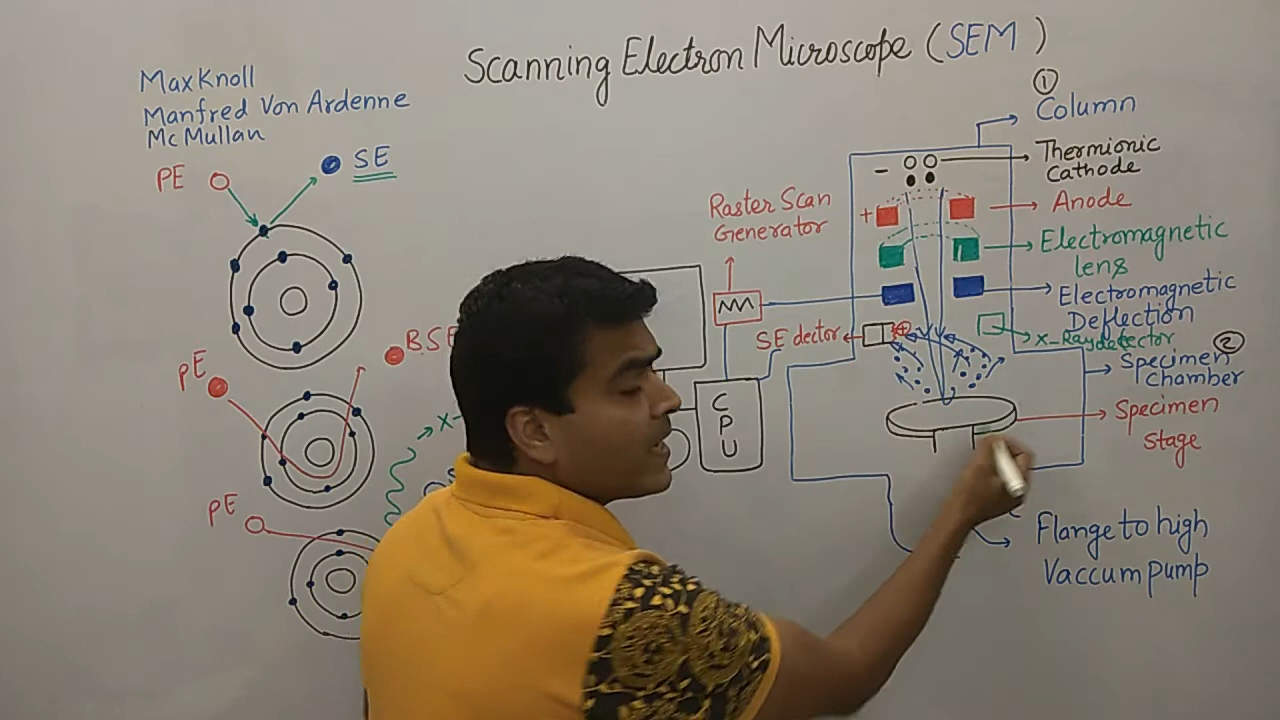 Scanning Electron Microscope (SEM)
Max Knoll
Manfred Von Ardenne
McMullan
PE
SE
PE
BSE
PE
X-
Raster Scan
Generator
SE dector
C
P
U
①
Column
Thermionic
Cathode
-
+
Anode
Electromagnetic
lens
Electromagnetic
Deflection
X-Ray detector
②
Specimen
Chamber
Specimen
Stage
Flange to high
Vaccum pump